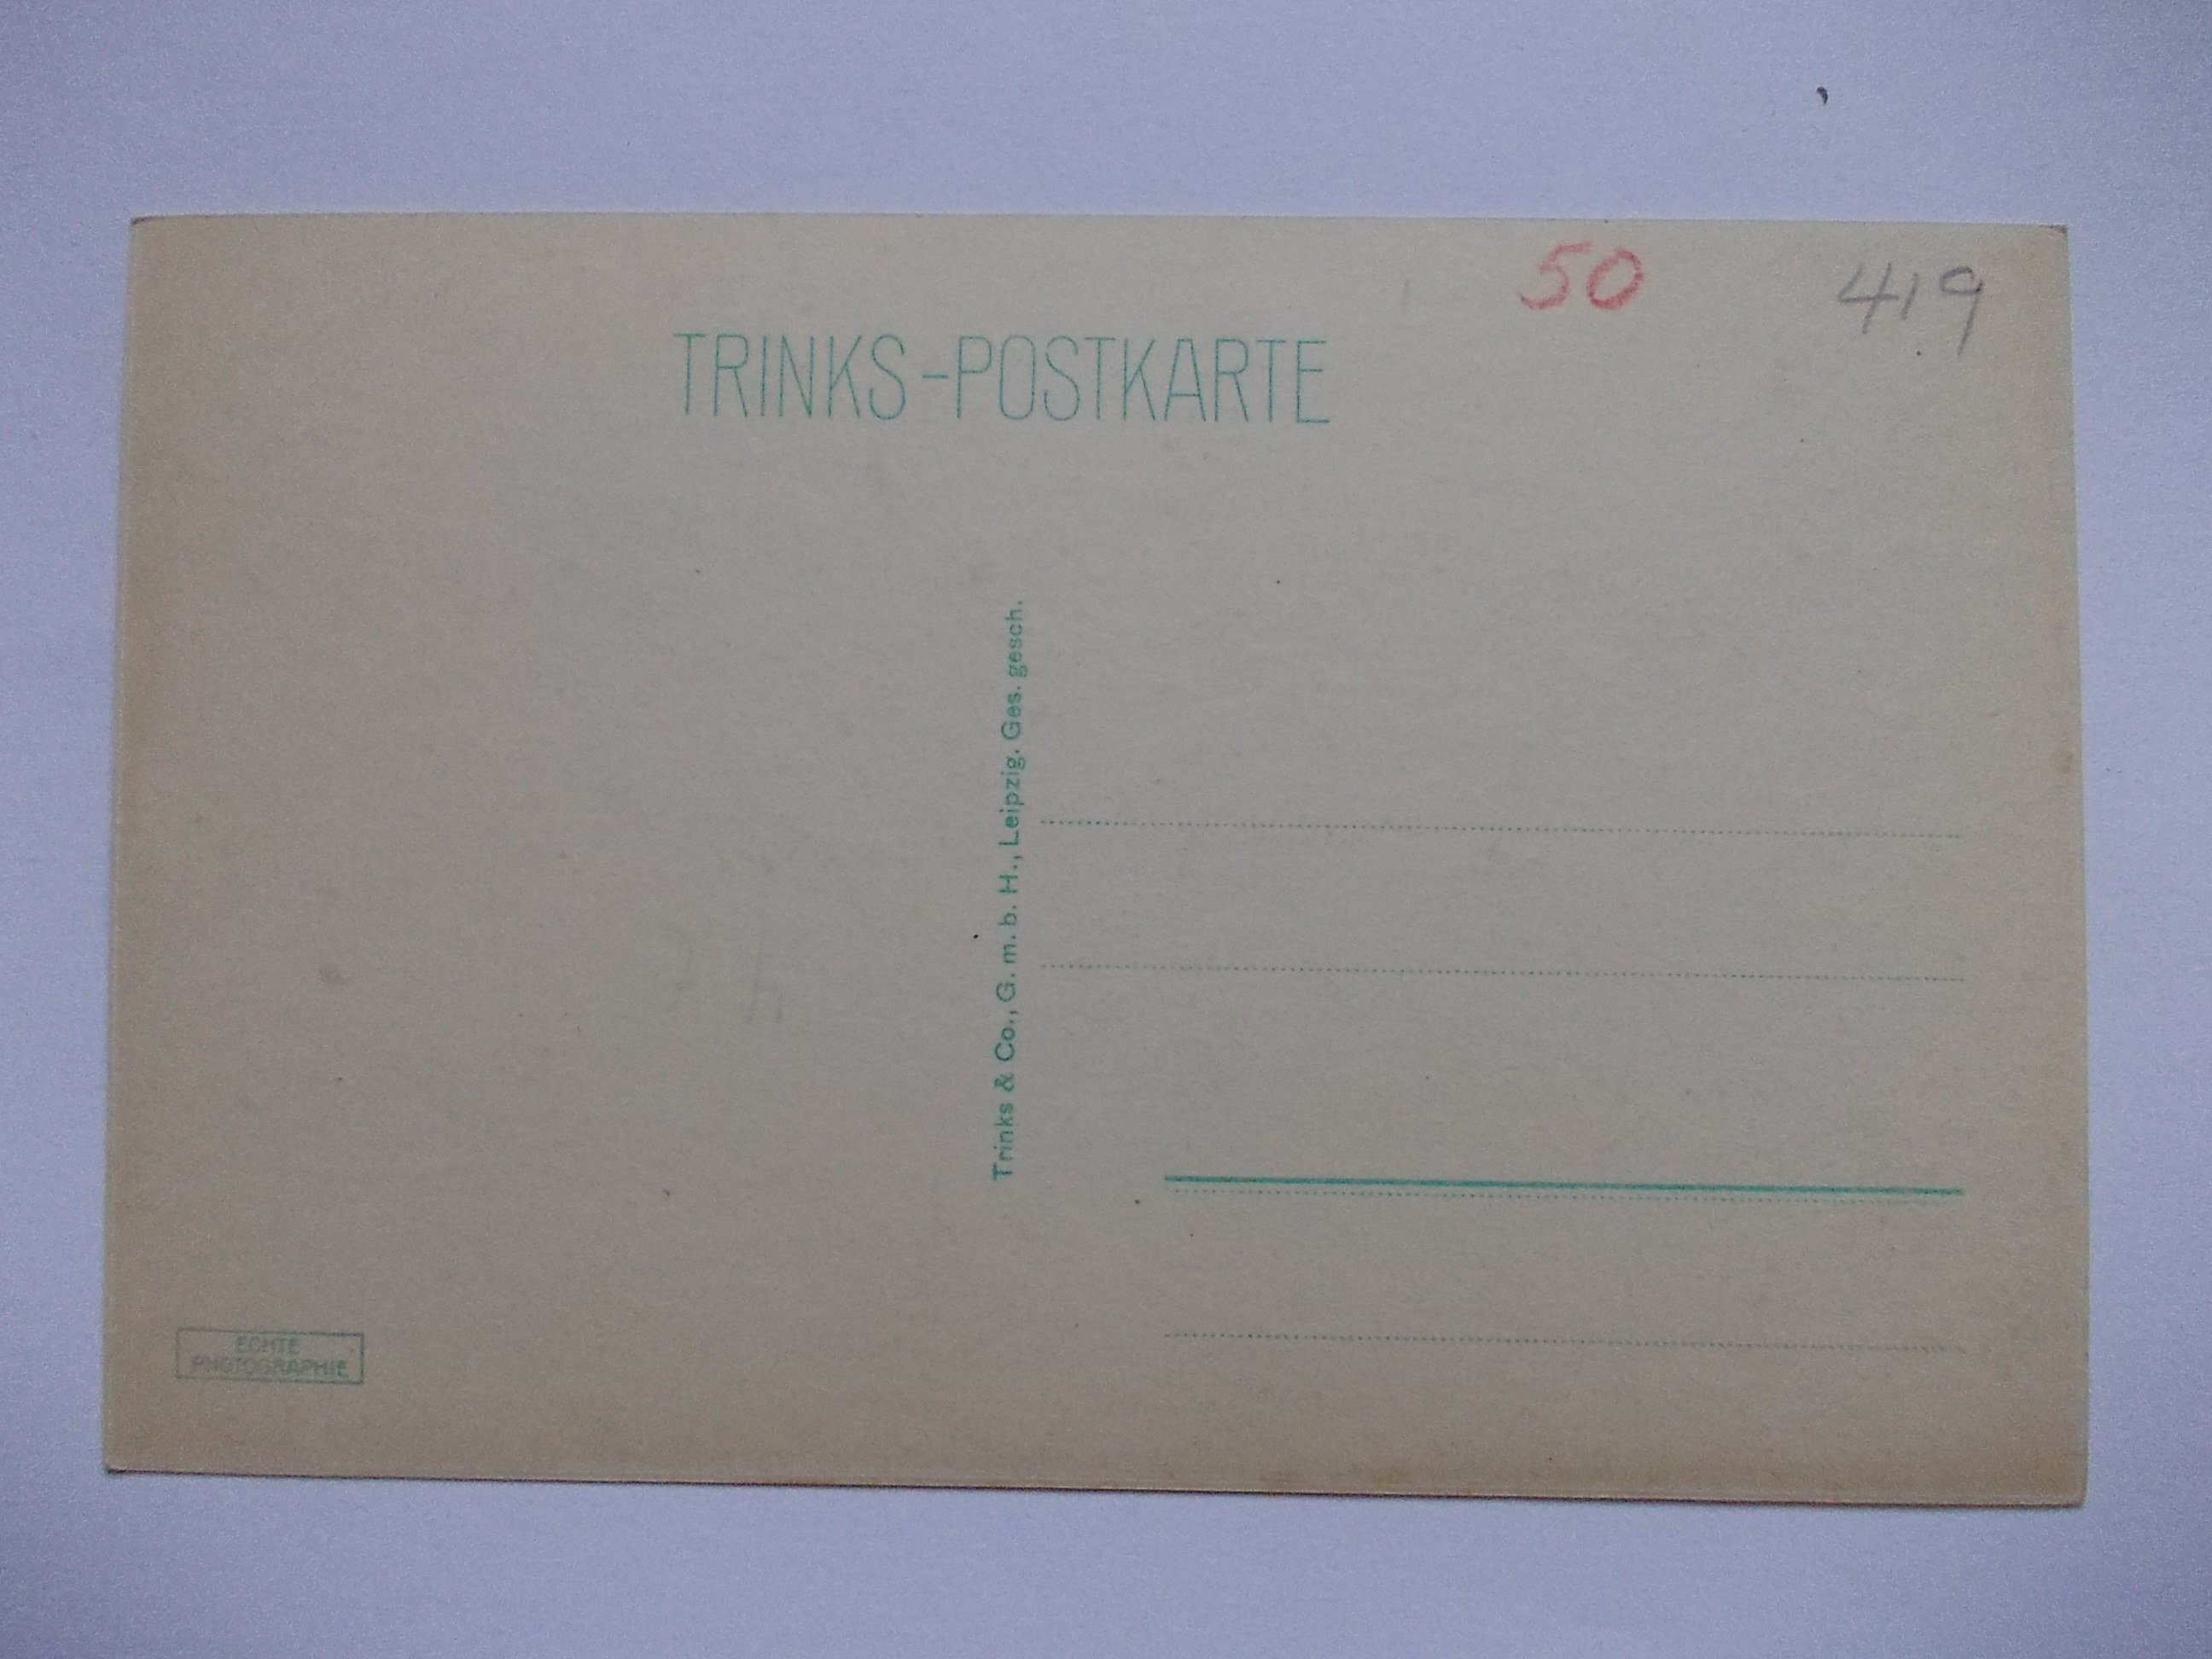 50 419
TRINKS-POSTKARTE
Trinks & Co., G. m. b. H., Leipzig. Ges. gesch.
ECHTE
PHOTOGRAPHIE